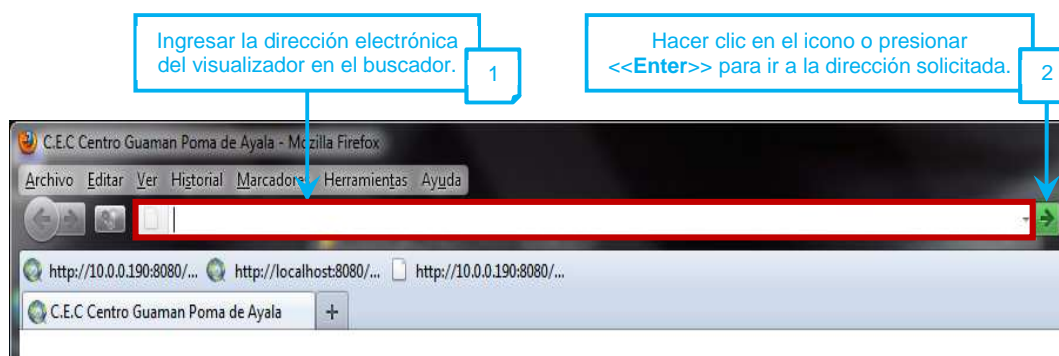 Ingresar la dirección electrónica
del visualizador en el buscador.
1
Hacer clic en el icono o presionar
<<Enter>> para ir a la dirección solicitada.
2
C.E.C Centro Guaman Poma de Ayala - Mozilla Firefox
Archivo Editar Ver Historial Marcadores Herramientas Ayuda
http://10.0.0.190:8080/... http://localhost:8080/... http://10.0.0.190:8080/...
C.E.C Centro Guaman Poma de Ayala +